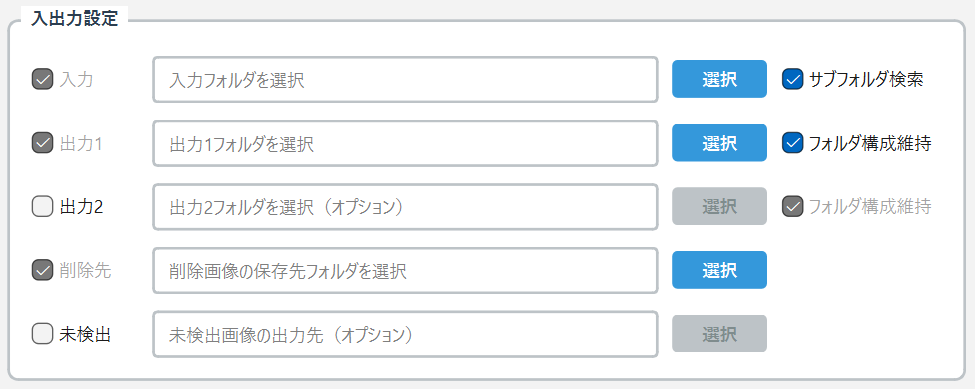 入出力設定
入力 入力フォルダを選択 選択 サブフォルダ検索
出力1 出力1フォルダを選択 選択 フォルダ構成維持
出力2 出力2フォルダを選択（オプション） 選択 フォルダ構成維持
削除先 削除画像の保存先フォルダを選択 選択
未検出 未検出画像の出力先（オプション） 選択